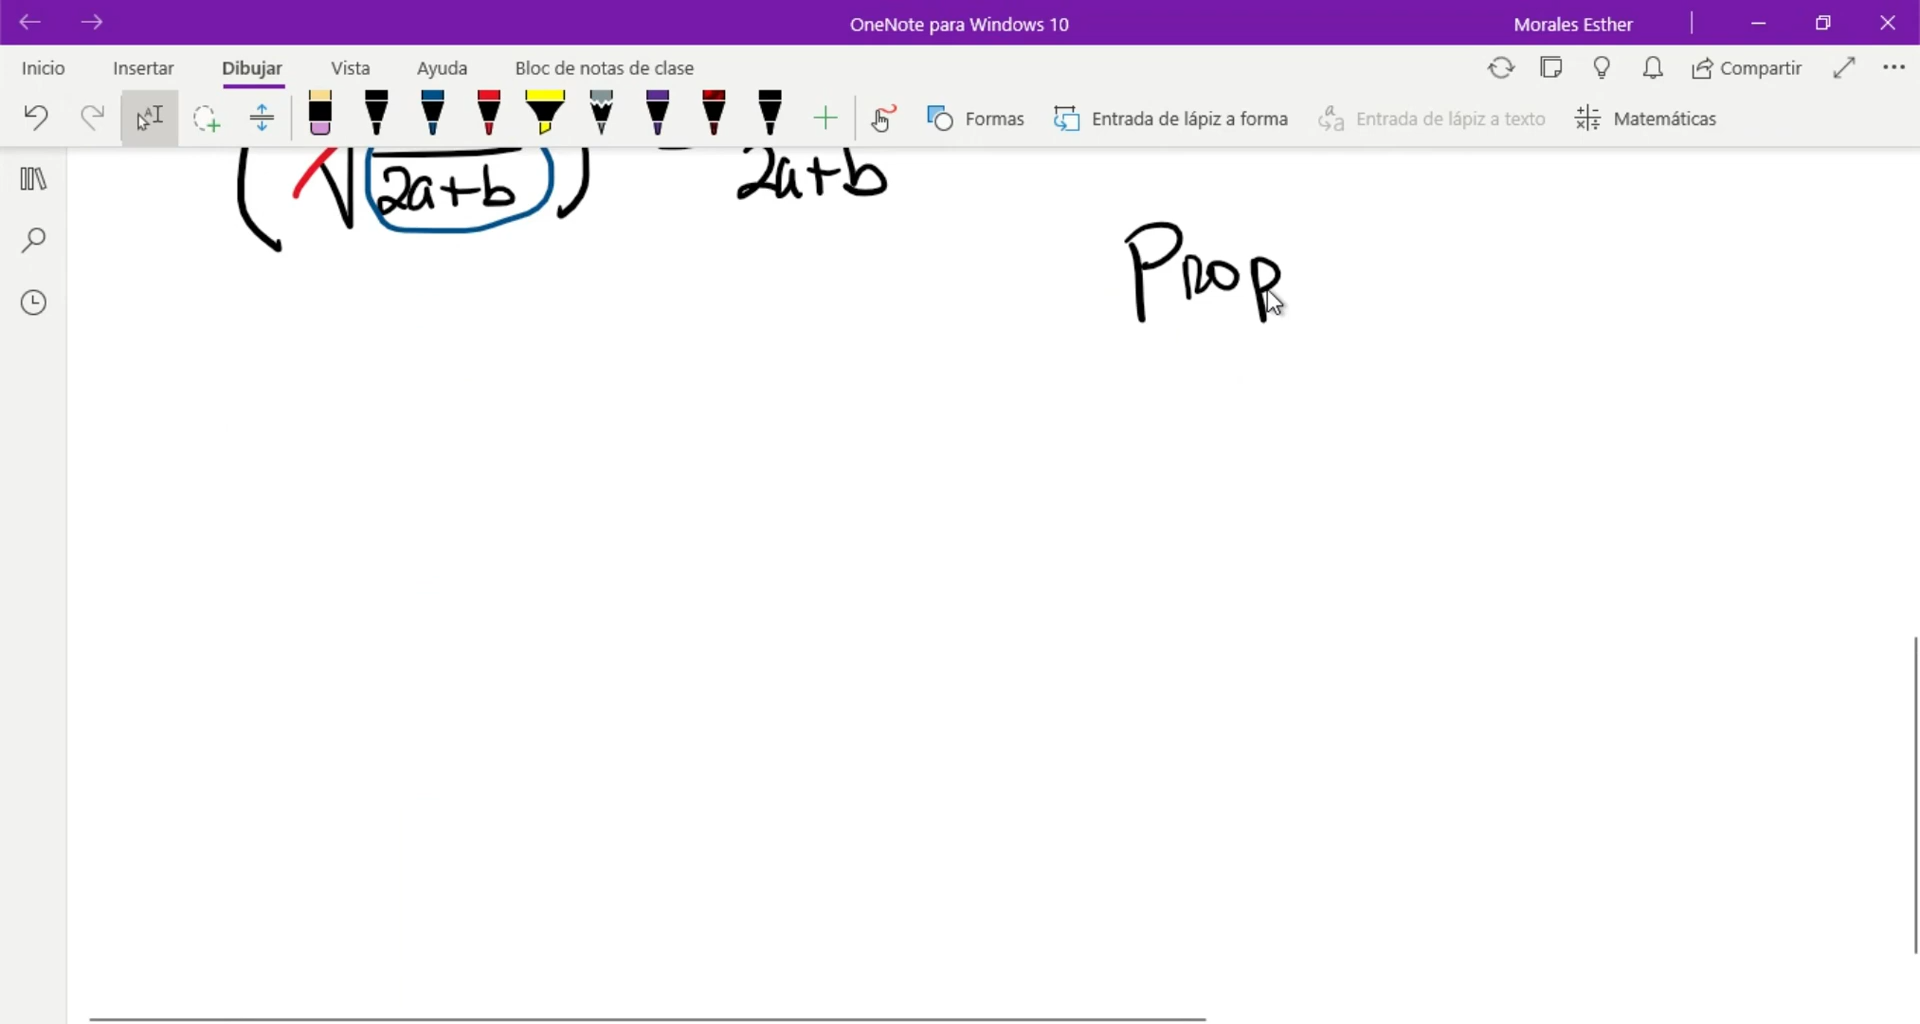 OneNote para Windows 10
Morales Esther
Inicio Insertar Dibujar Vista Ayuda Bloc de notas de clase
Compartir
Formas Entrada de lápiz a forma Entrada de lápiz a texto Matemáticas
2a+b
2a+b
Prop